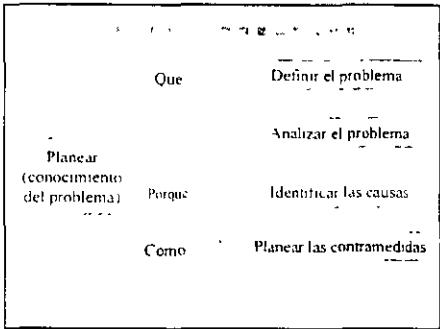 Que
Definir el problema
Analizar el problema
Planear
(conocimiento
del problema)
Porque
Identificar las causas
Como
Planear las contramedidas